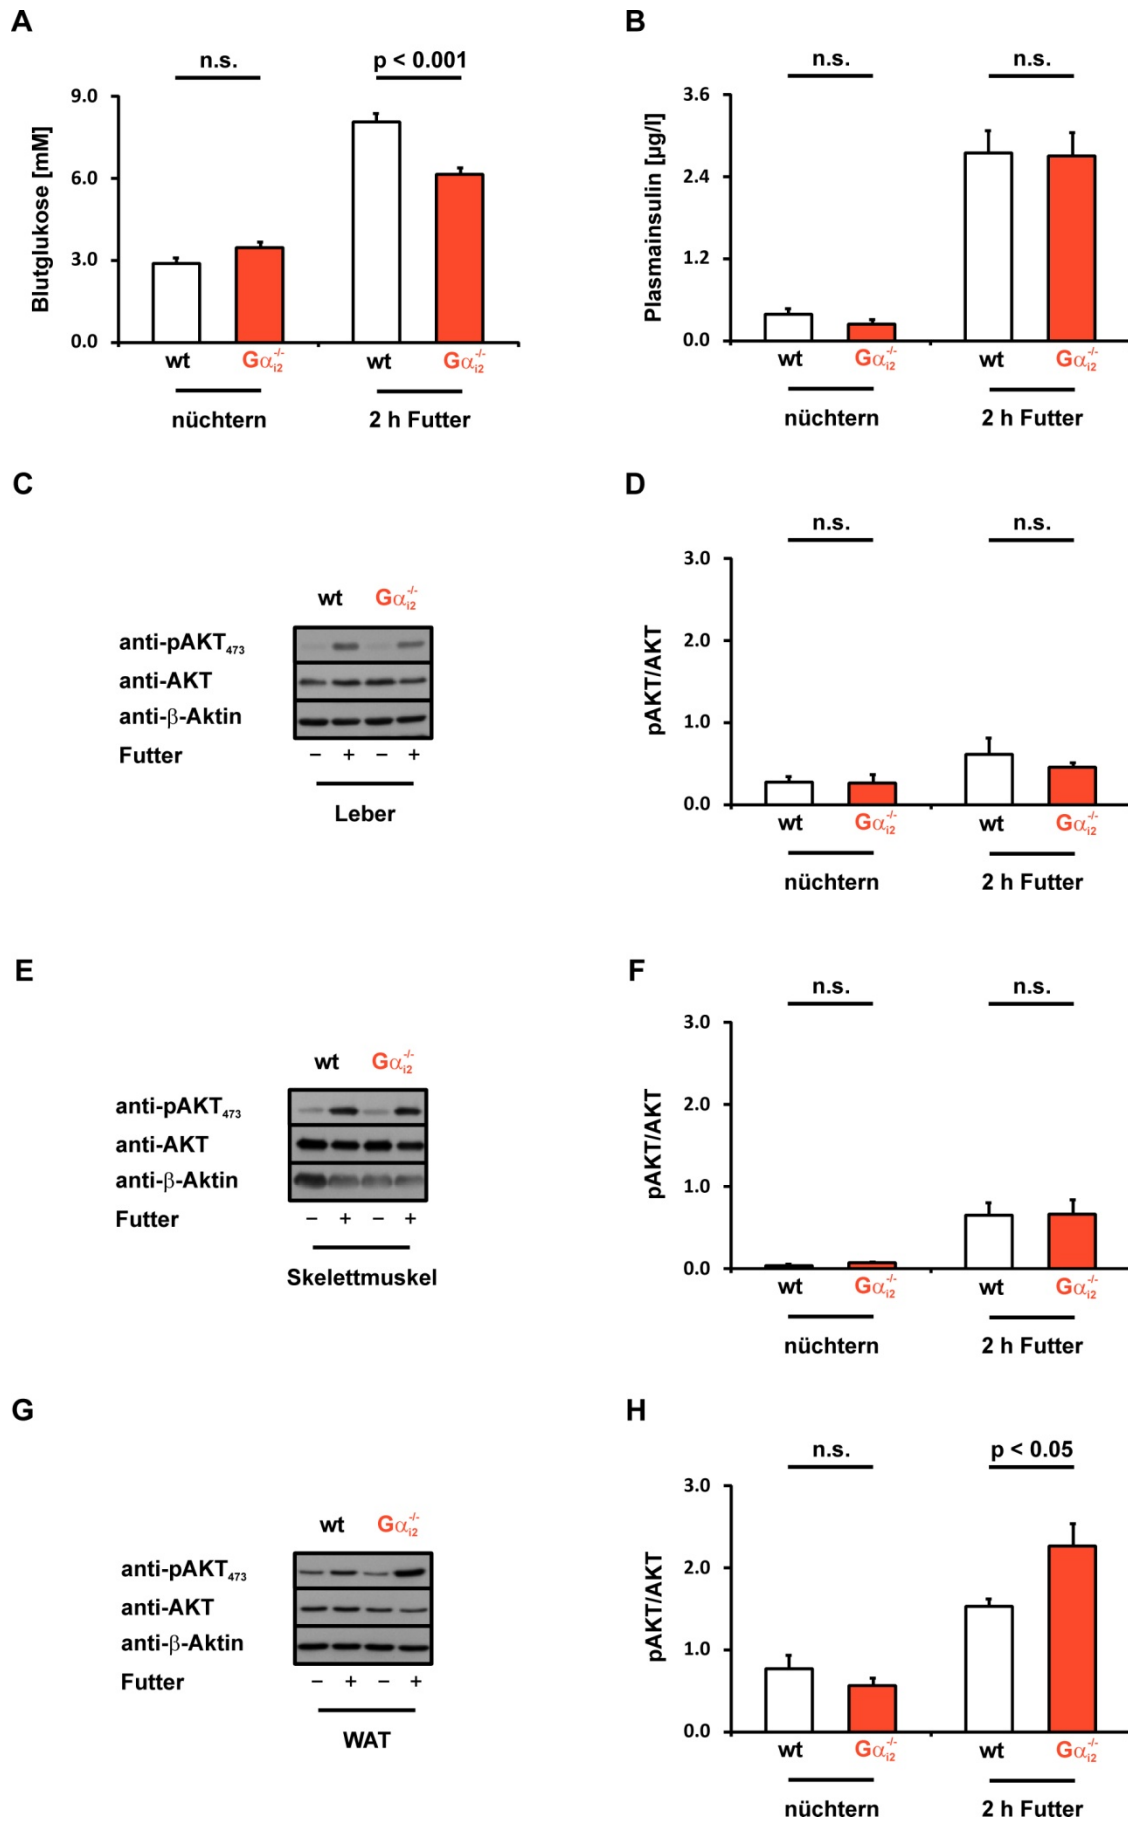 A
n.s.
p < 0.001
Blutglukose [mM]
9.0
6.0
3.0
0.0
wt
Gαi2-/-
wt
Gαi2-/-
nüchtern
2 h Futter
B
n.s.
n.s.
Plasmainsulin [µg/l]
3.6
2.4
1.2
0.0
wt
Gαi2-/-
wt
Gαi2-/-
nüchtern
2 h Futter
C
wt Gαi2-/-
anti-pAKT473
anti-AKT
anti-β-Aktin
Futter − + − +
Leber
D
n.s.
n.s.
pAKT/AKT
3.0
2.0
1.0
0.0
wt
Gαi2-/-
wt
Gαi2-/-
nüchtern
2 h Futter
E
wt Gαi2-/-
anti-pAKT473
anti-AKT
anti-β-Aktin
Futter − + − +
Skelettmuskel
F
n.s.
n.s.
pAKT/AKT
3.0
2.0
1.0
0.0
wt
Gαi2-/-
wt
Gαi2-/-
nüchtern
2 h Futter
G
wt Gαi2-/-
anti-pAKT473
anti-AKT
anti-β-Aktin
Futter − + − +
WAT
H
n.s.
p < 0.05
pAKT/AKT
3.0
2.0
1.0
0.0
wt
Gαi2-/-
wt
Gαi2-/-
nüchtern
2 h Futter